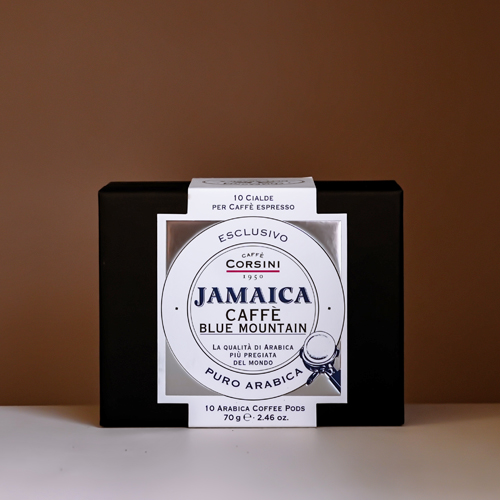 10 CIALDE
PER CAFFÈ ESPRESSO
ESCLUSIVO
CAFFÈ
CORSINI
1950
JAMAICA
CAFFÈ
BLUE MOUNTAIN
LA QUALITÀ DI ARABICA
PIÙ PREGIATA
DEL MONDO
PURO ARABICA
10 ARABICA COFFEE PODS
70 g ℮ · 2.46 oz.